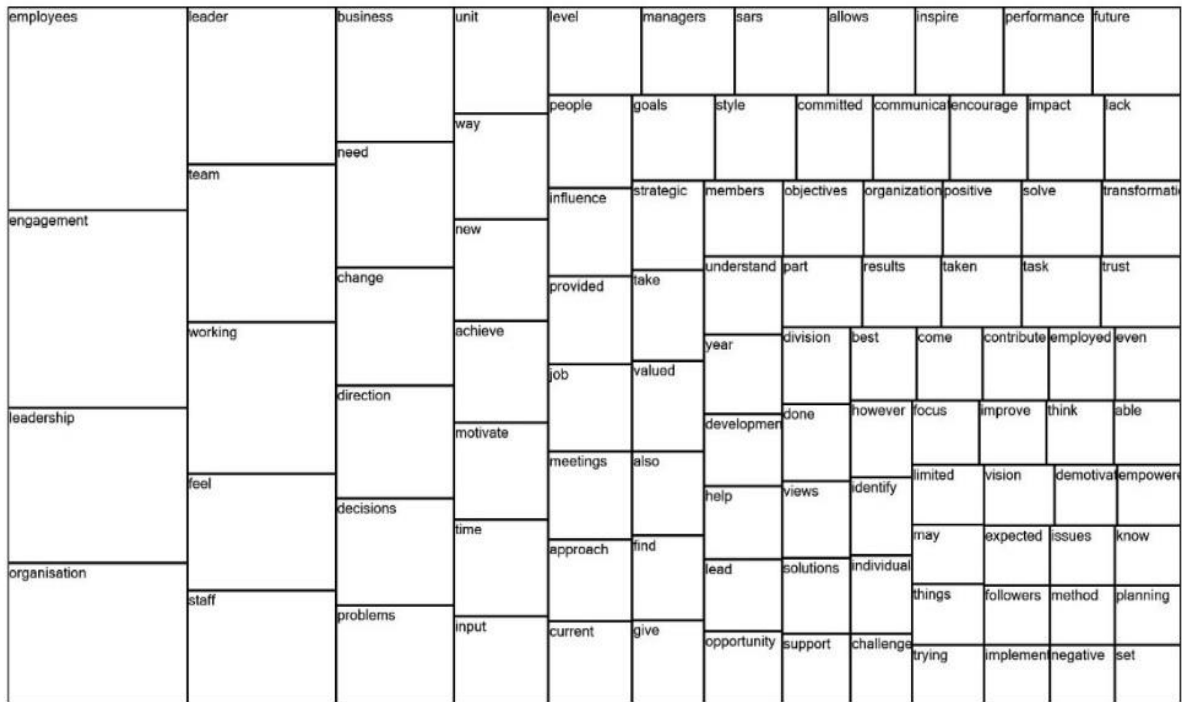 employees
engagement
leadership
organisation
leader
team
working
feel
staff
business
need
change
direction
decisions
problems
unit
way
new
achieve
motivate
time
input
level
managers
sars
allows
inspire
performance
future
people
influence
provided
job
meetings
approach
current
goals
style
committed
communicat
encourage
impact
lack
strategic
take
valued
also
find
give
members
objectives
organization
positive
solve
transformati
understand
part
results
taken
task
trust
year
developmen
help
lead
opportunity
division
best
come
contribute
employed
even
done
views
solutions
support
however
identify
individual
challenge
focus
improve
think
able
limited
vision
demotivat
empower
may
expected
issues
know
things
followers
method
planning
trying
implement
negative
set